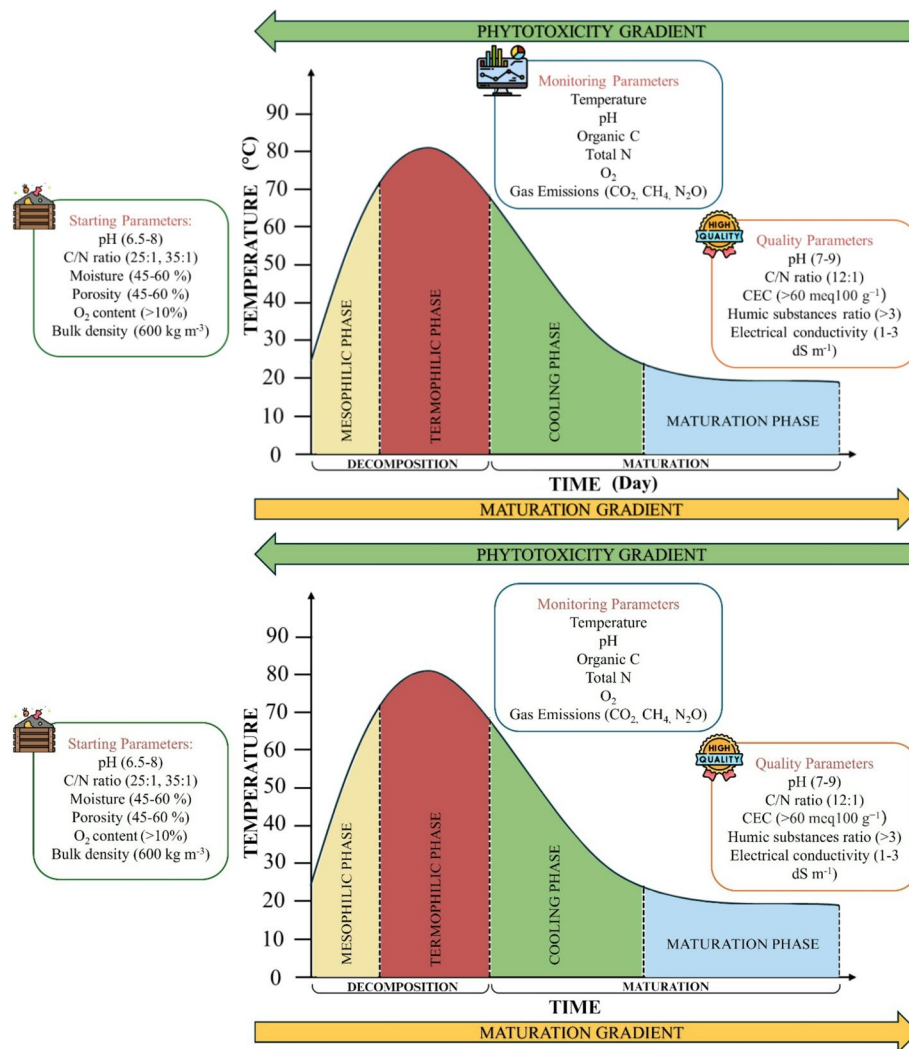 PHYTOTOXICITY GRADIENT
Monitoring Parameters
Temperature
pH
Organic C
Total N
O₂
Gas Emissions (CO₂, CH₄, N₂O)
TEMPERATURE (°C)
90
80
70
60
50
40
30
20
10
0
Starting Parameters:
pH (6.5-8)
C/N ratio (25:1, 35:1)
Moisture (45-60 %)
Porosity (45-60 %)
O₂ content (>10%)
Bulk density (600 kg m⁻³)
HIGH
QUALITY
Quality Parameters
pH (7-9)
C/N ratio (12:1)
CEC (>60 mcq100 g⁻¹)
Humic substances ratio (>3)
Electrical conductivity (1-3
dS m⁻¹)
MESOPHILIC PHASE
TERMOPHILIC PHASE
COOLING PHASE
MATURATION PHASE
DECOMPOSITION
MATURATION
TIME (Day)
MATURATION GRADIENT
PHYTOTOXICITY GRADIENT
Monitoring Parameters
Temperature
pH
Organic C
Total N
O₂
Gas Emissions (CO₂, CH₄, N₂O)
TEMPERATURE
90
80
70
60
50
40
30
20
10
0
Starting Parameters:
pH (6.5-8)
C/N ratio (25:1, 35:1)
Moisture (45-60 %)
Porosity (45-60 %)
O₂ content (>10%)
Bulk density (600 kg m⁻³)
HIGH
QUALITY
Quality Parameters
pH (7-9)
C/N ratio (12:1)
CEC (>60 mcq100 g⁻¹)
Humic substances ratio (>3)
Electrical conductivity (1-3
dS m⁻¹)
MESOPHILIC PHASE
TERMOPHILIC PHASE
COOLING PHASE
MATURATION PHASE
DECOMPOSITION
MATURATION
TIME
MATURATION GRADIENT